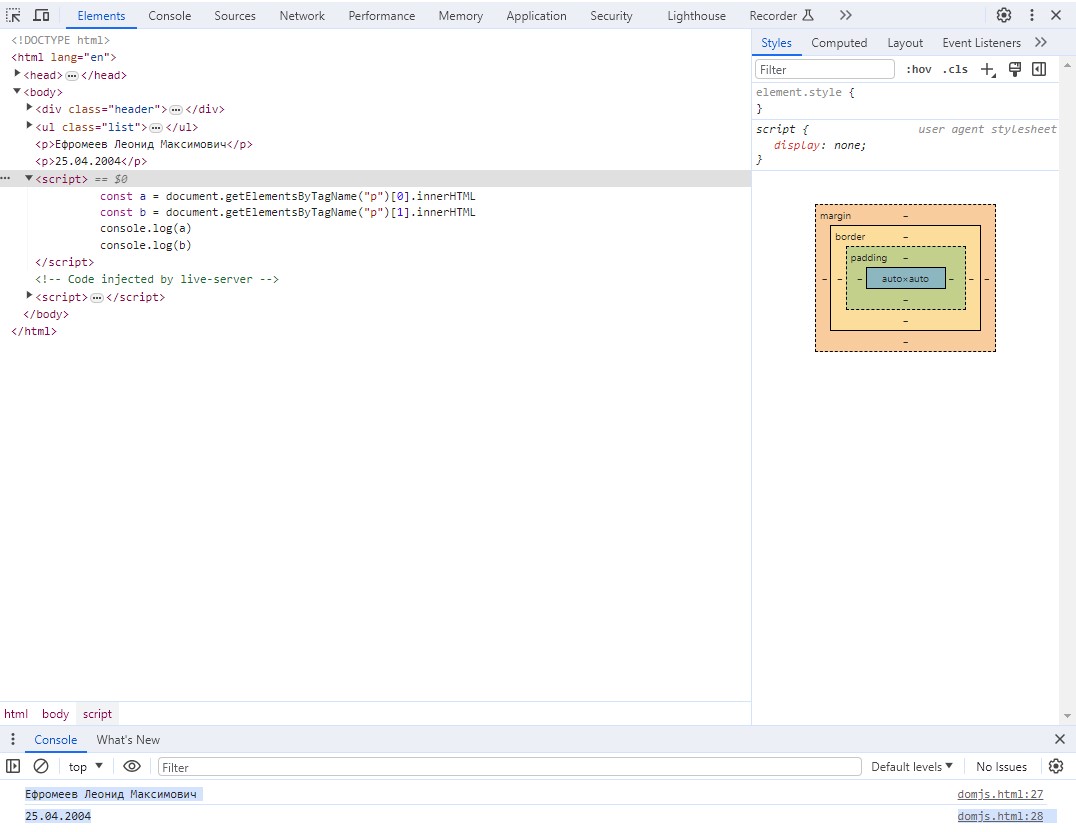 Elements Console Sources Network Performance Memory Application Security Lighthouse Recorder
<!DOCTYPE html>
<html lang="en">
<head> ... </head>
<body>
<div class="header"> ... </div>
<ul class="list"> ... </ul>
<p>Ефромеев Леонид Максимович</p>
<p>25.04.2004</p>
... <script> == $0
const a = document.getElementsByTagName("p")[0].innerHTML
const b = document.getElementsByTagName("p")[1].innerHTML
console.log(a)
console.log(b)
</script>
<!-- Code injected by live-server -->
<script> ... </script>
</body>
</html>
html body script
Styles Computed Layout Event Listeners
Filter :hov .cls
element.style {
}
script { user agent stylesheet
display: none;
}
margin –
border –
padding –
– – – auto×auto – – –
–
–
–
Console What's New
top Filter Default levels No Issues
Ефромеев Леонид Максимович domjs.html:27
25.04.2004 domjs.html:28